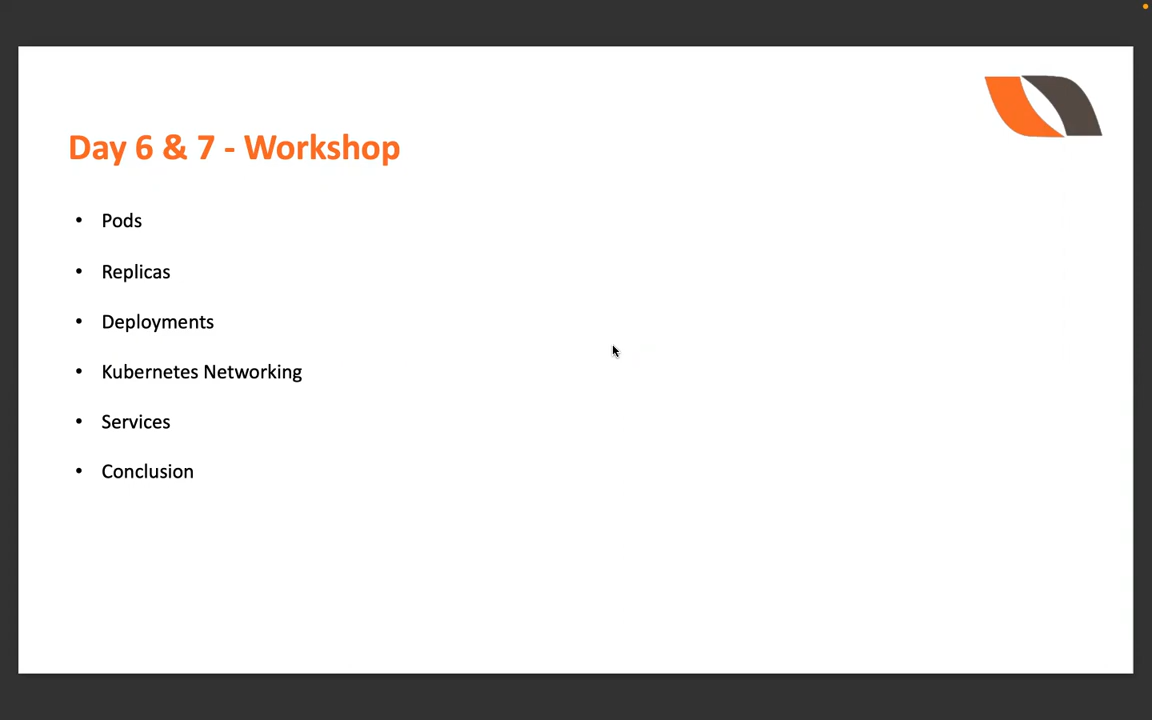 Day 6 & 7 - Workshop
• Pods
• Replicas
• Deployments
• Kubernetes Networking
• Services
• Conclusion